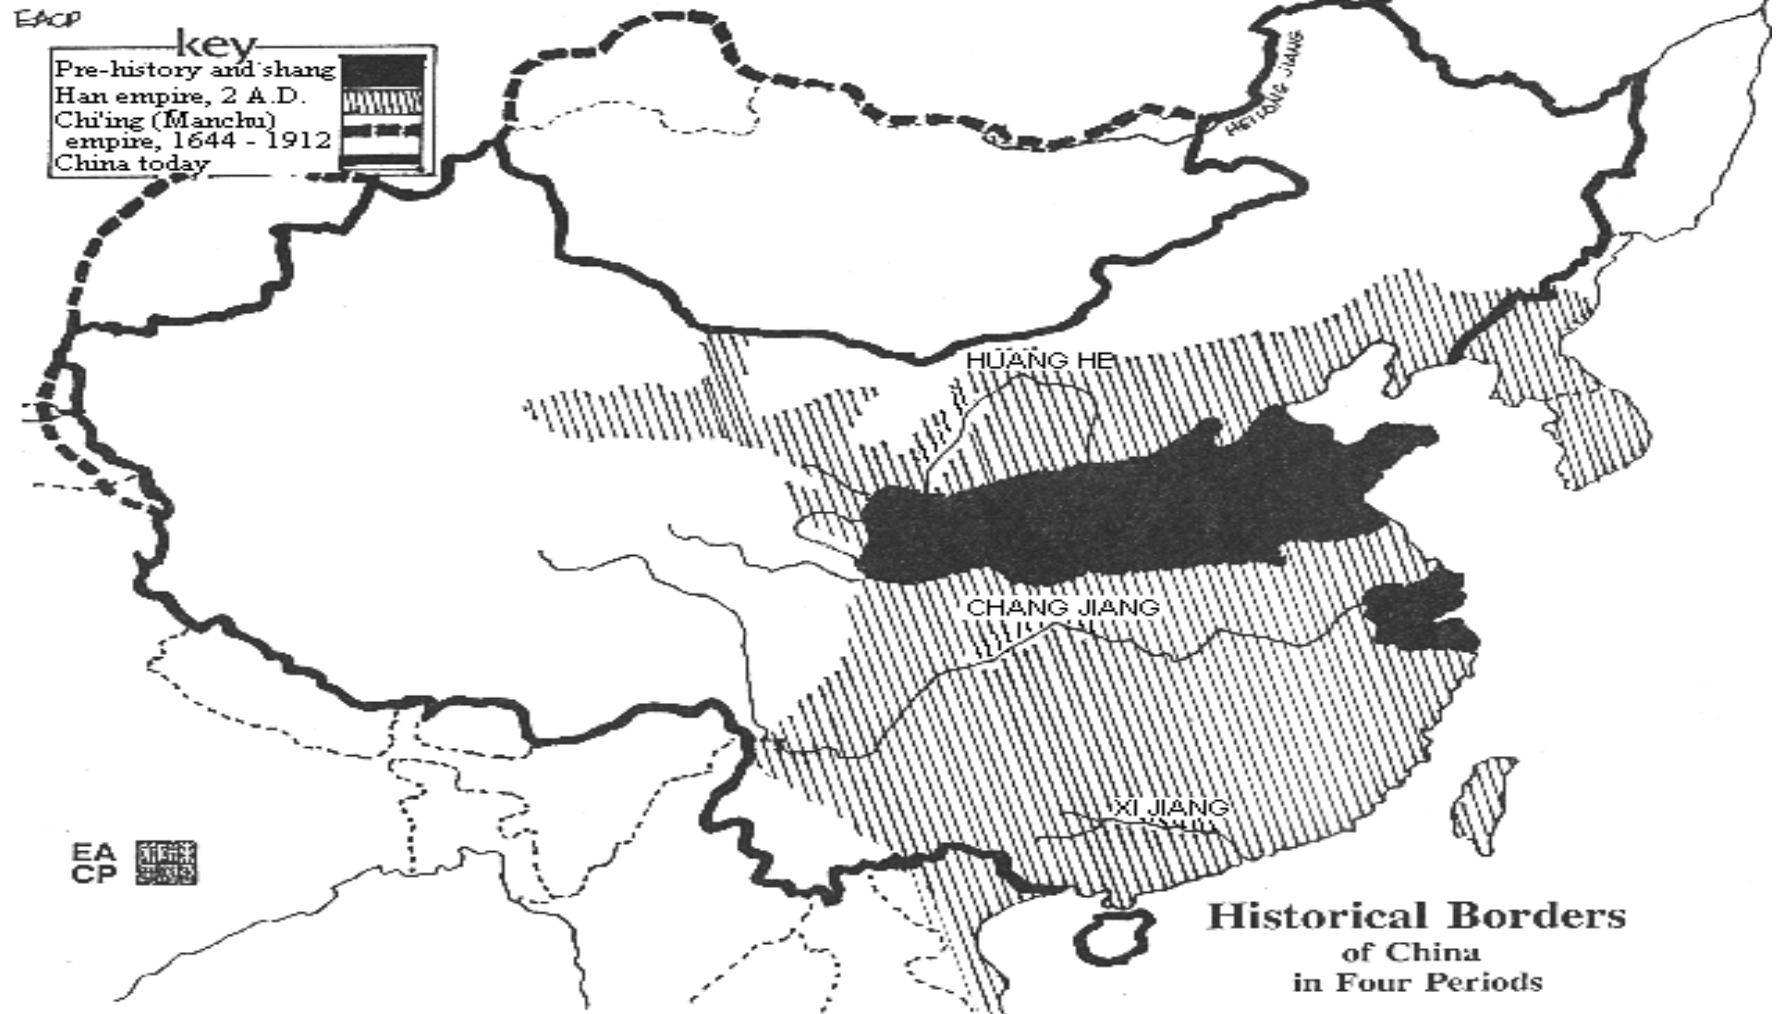 EACP
key
Pre-history and shang
Han empire, 2 A.D.
Chi'ing (Manchu)
empire, 1644 - 1912
China today
HEILONG JIANG
HUANG HE
CHANG JIANG
XI JIANG
EA
CP
Historical Borders
of China
in Four Periods